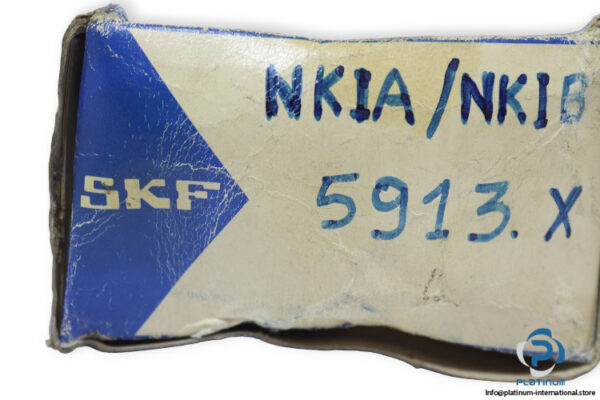 NKIA/NKIB
SKF
5913. X
PLATINUM
info@platinum-international.store